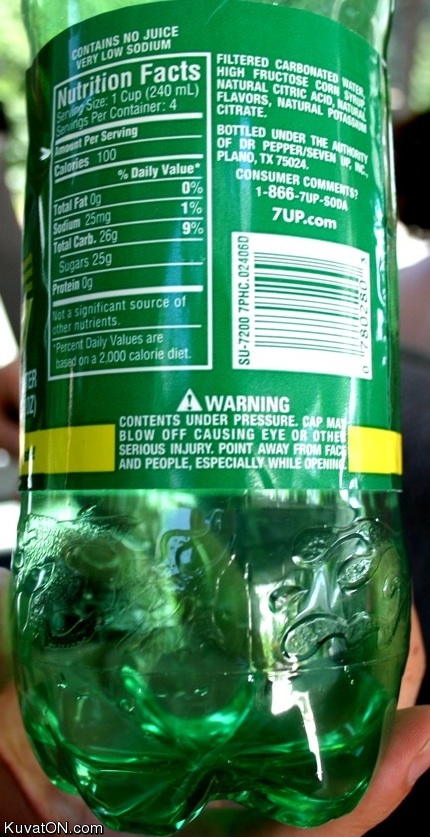 CONTAINS NO JUICE
VERY LOW SODIUM
Nutrition Facts
Serving Size: 1 Cup (240 mL)
Servings Per Container: 4
Amount Per Serving
Calories 100
% Daily Value*
Total Fat 0g 0%
Sodium 25mg 1%
Total Carb. 26g 9%
Sugars 25g
Protein 0g
Not a significant source of
other nutrients.
*Percent Daily Values are
based on a 2,000 calorie diet.
FILTERED CARBONATED WATER,
HIGH FRUCTOSE CORN SYRUP,
NATURAL CITRIC ACID, NATURAL
FLAVORS, NATURAL POTASSIUM
CITRATE.
BOTTLED UNDER THE AUTHORITY
OF DR PEPPER/SEVEN UP, INC.,
PLANO, TX 75024.
CONSUMER COMMENTS?
1-866-7UP-SODA
7UP.com
SU-7200 7PHC.02406D
WARNING
CONTENTS UNDER PRESSURE. CAP MAY
BLOW OFF CAUSING EYE OR OTHER
SERIOUS INJURY. POINT AWAY FROM FACE
AND PEOPLE, ESPECIALLY WHILE OPENING.
KuvatON.com